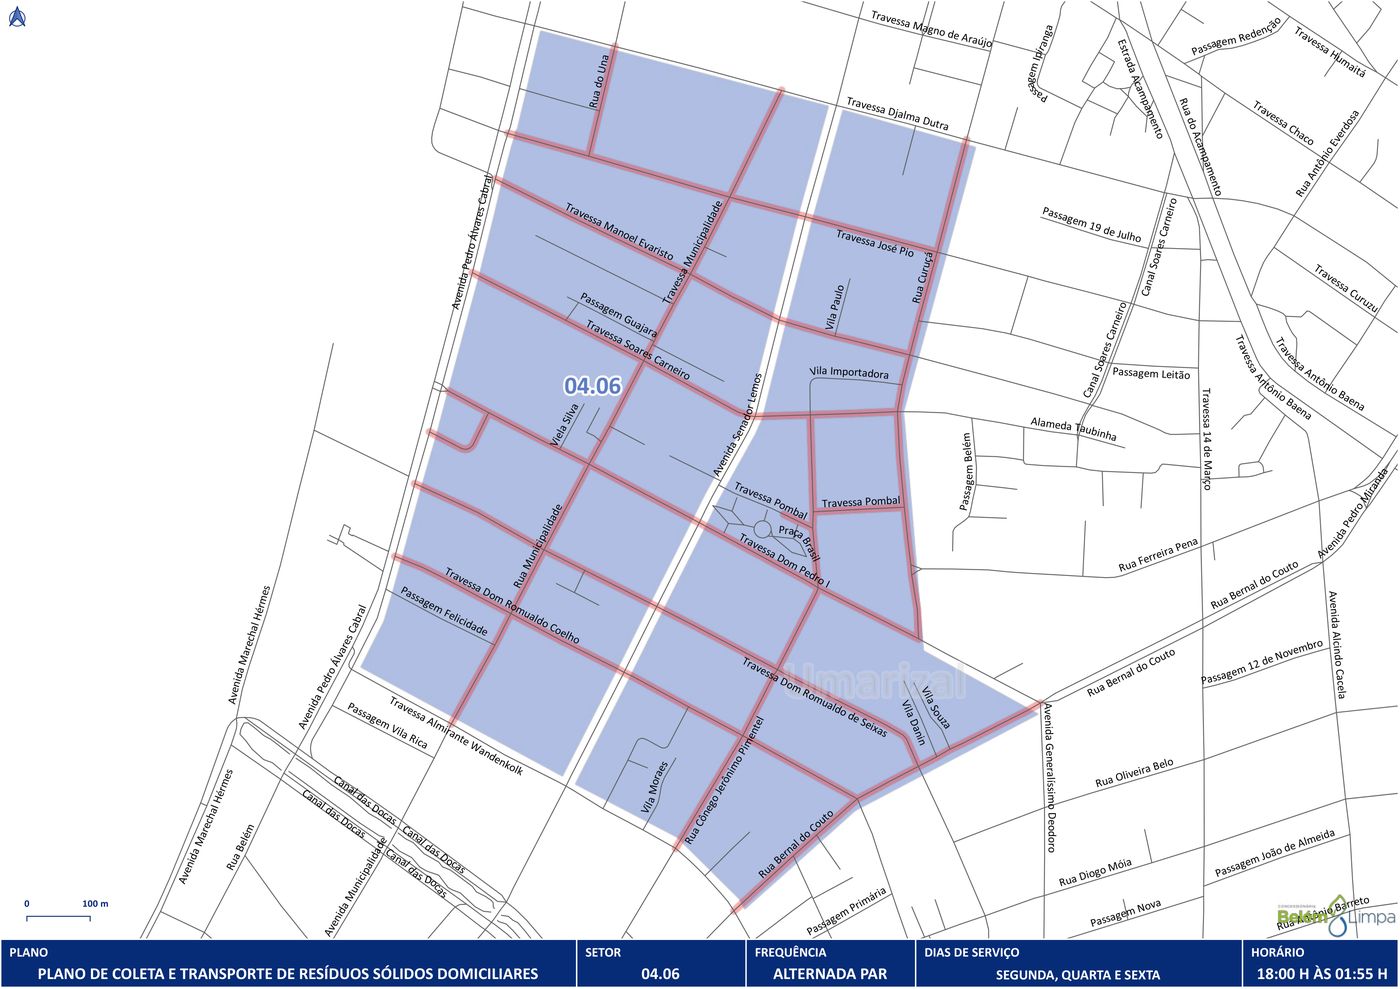 Travessa Magno de Araújo
Passagem Ipiranga
Estrada Acampamento
Passagem Redenção
Travessa Humaitá
Rua do Una
Travessa Djalma Dutra
Rua do Acampamento
Travessa Chaco
Rua Antônio Everdosa
Avenida Pedro Álvares Cabral
Travessa Manoel Evaristo
Travessa Municipalidade
Travessa José Pio
Rua Curuçá
Passagem 19 de Julho
Canal Soares Carneiro
Travessa Curuzu
Passagem Guajara
Travessa Soares Carneiro
Vila Paulo
Canal Soares Carneiro
Travessa Antônio Baena
Travessa Antônio Baena
04.06
Vila Importadora
Passagem Leitão
Viela Silva
Avenida Senador Lemos
Alameda Taubinha
Travessa 14 de Março
Passagem Belém
Travessa Pombal
Travessa Pombal
Praça Brasil
Avenida Pedro Miranda
Rua Municipalidade
Travessa Dom Pedro I
Rua Ferreira Pena
Rua Bernal do Couto
Travessa Dom Romualdo Coelho
Passagem Felicidade
Avenida Marechal Hérmes
Avenida Pedro Álvares Cabral
Umarizal
Travessa Dom Romualdo de Seixas
Vila Souza
Vila Danin
Rua Bernal do Couto
Passagem 12 de Novembro
Avenida Alcindo Cacela
Travessa Almirante Wandenkolk
Passagem Vila Rica
Rua Cônego Jerônimo Pimentel
Vila Moraes
Avenida Generalíssimo Deodoro
Rua Oliveira Belo
Canal das Docas
Canal das Docas
Canal das Docas
Canal das Docas
Avenida Marechal Hérmes
Rua Belém
Avenida Municipalidade
Rua Bernal do Couto
Passagem Primária
Rua Diogo Móia
Passagem João de Almeida
Passagem Nova
Rua Antônio Barreto
0 100 m
CONCESSIONÁRIA
Belém Limpa
PLANO
PLANO DE COLETA E TRANSPORTE DE RESÍDUOS SÓLIDOS DOMICILIARES
SETOR
04.06
FREQUÊNCIA
ALTERNADA PAR
DIAS DE SERVIÇO
SEGUNDA, QUARTA E SEXTA
HORÁRIO
18:00 H ÀS 01:55 H